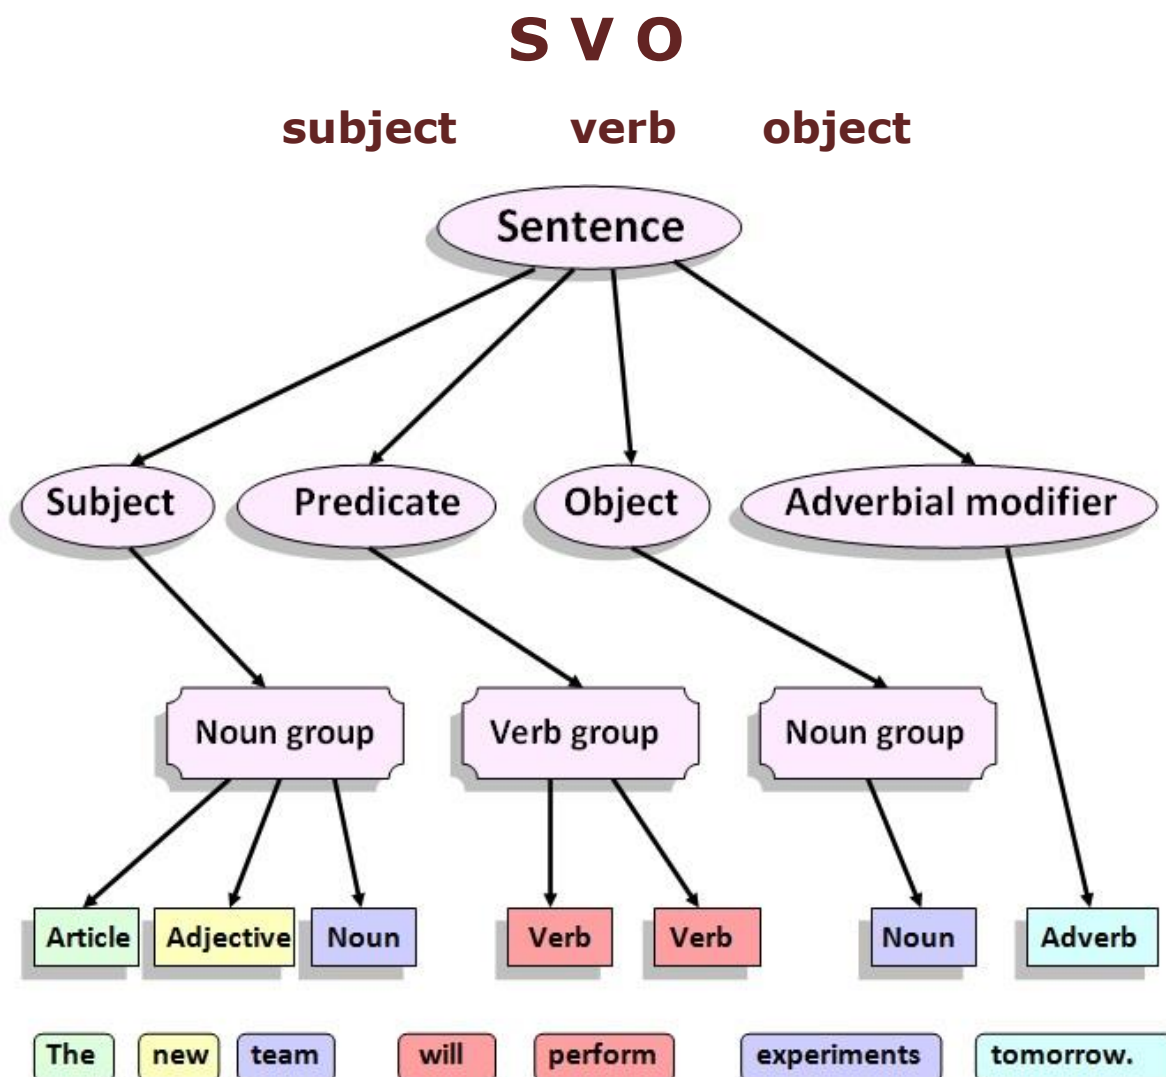 S V O
subject verb object
Sentence
Subject Predicate Object Adverbial modifier
Noun group Verb group Noun group
Article Adjective Noun Verb Verb Noun Adverb
The new team will perform experiments tomorrow.